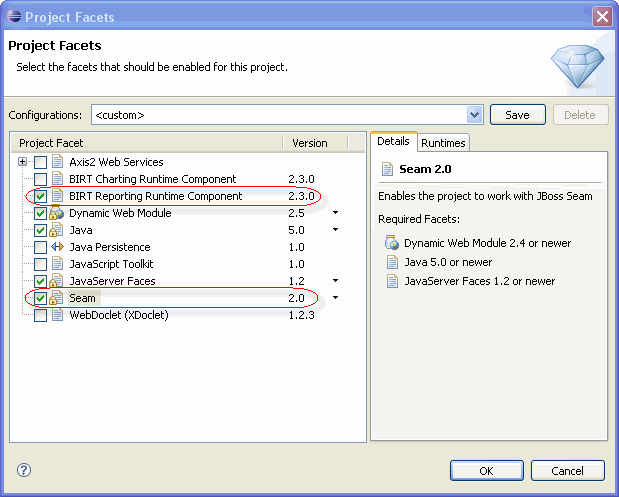 Project Facets
Project Facets
Select the facets that should be enabled for this project.
Configurations: <custom> Save Delete
Project Facet Version
Axis2 Web Services
BIRT Charting Runtime Component 2.3.0
BIRT Reporting Runtime Component 2.3.0
Dynamic Web Module 2.5
Java 5.0
Java Persistence 1.0
JavaScript Toolkit 1.0
JavaServer Faces 1.2
Seam 2.0
WebDoclet (XDoclet) 1.2.3
Details Runtimes
Seam 2.0
Enables the project to work with JBoss Seam
Required Facets:
Dynamic Web Module 2.4 or newer
Java 5.0 or newer
JavaServer Faces 1.2 or newer
? OK Cancel